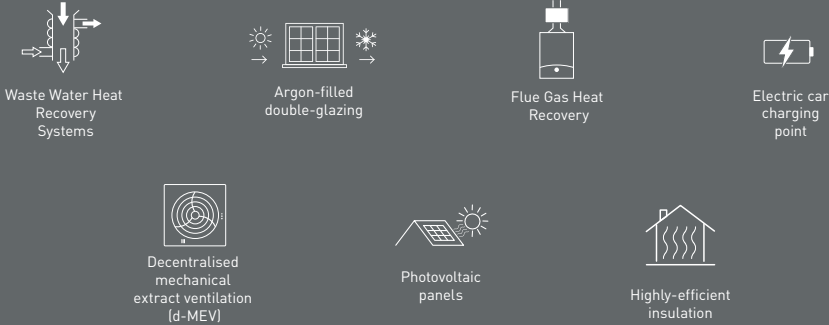 Waste Water Heat
Recovery
Systems
Argon-filled
double-glazing
Flue Gas Heat
Recovery
Electric car
charging
point
Decentralised
mechanical
extract ventilation
(d-MEV)
Photovoltaic
panels
Highly-efficient
insulation